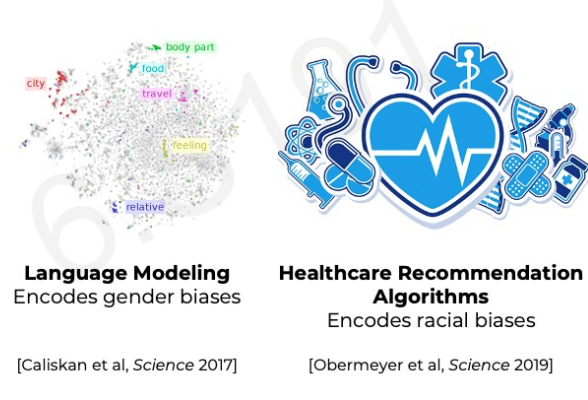 body part
food
city
travel
feeling
relative
Language Modeling
Encodes gender biases
[Caliskan et al, Science 2017]
Healthcare Recommendation
Algorithms
Encodes racial biases
[Obermeyer et al, Science 2019]